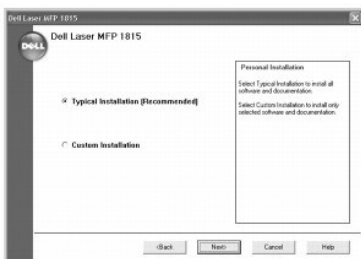 Dell Laser MFP 1815
DELL
Dell Laser MFP 1815
Typical Installation (Recommended)
Custom Installation
Personal Installation
Select Typical Installation to install all
software and documentation.
Select Custom Installation to install only
selected software and documentation.
<Back
Next>
Cancel
Help